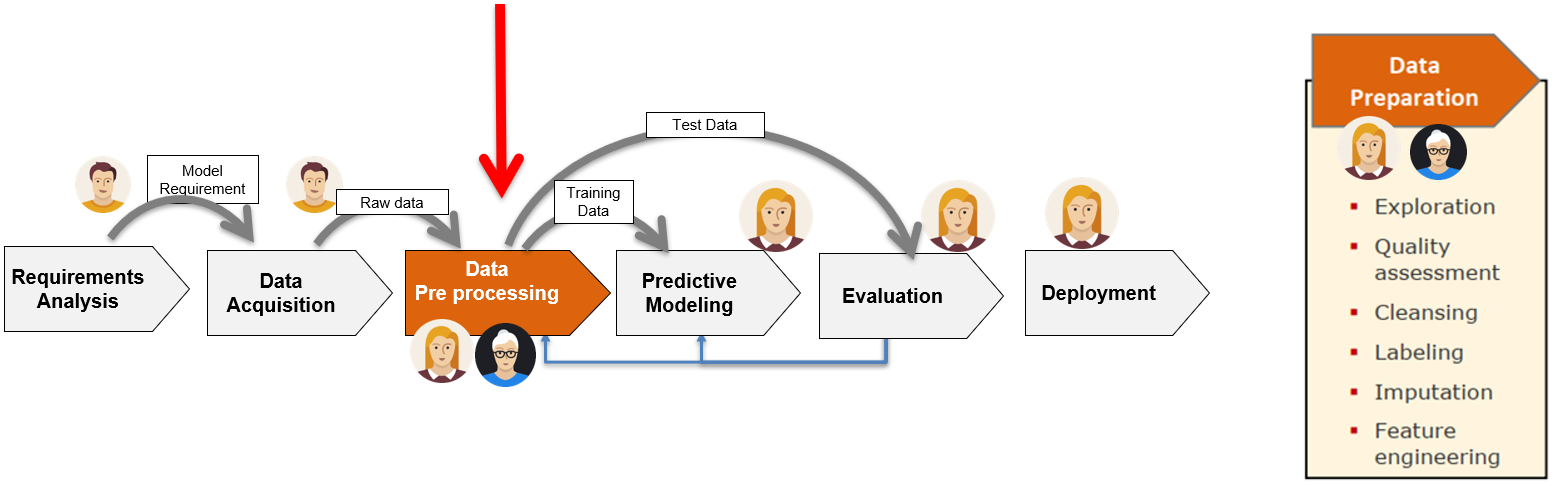 Test Data
Model
Requirement
Raw data
Training
Data
Requirements
Analysis
Data
Acquisition
Data
Pre processing
Predictive
Modeling
Evaluation
Deployment
Data
Preparation
Exploration
Quality
assessment
Cleansing
Labeling
Imputation
Feature
engineering